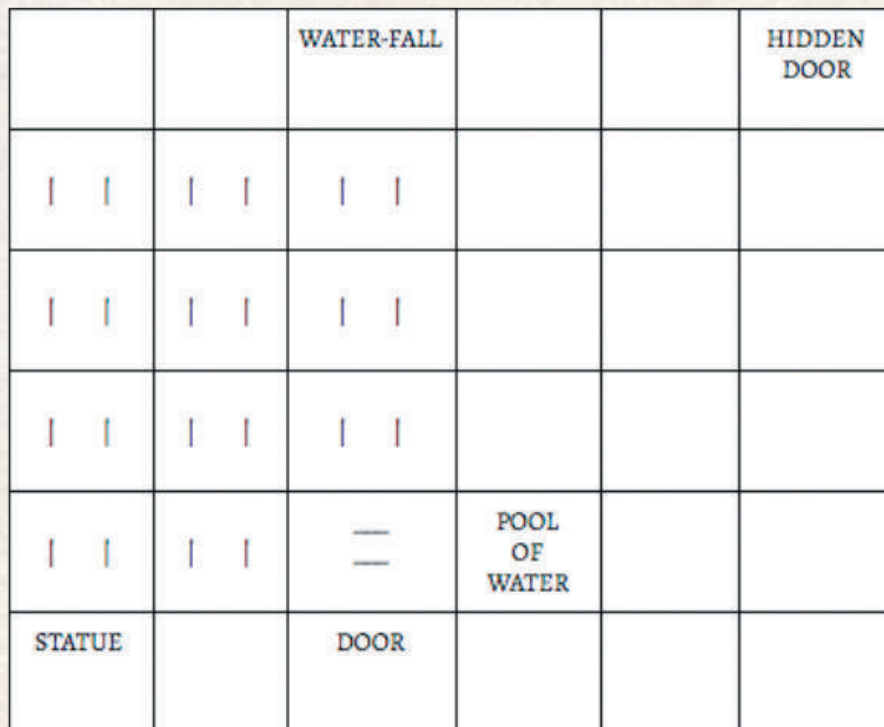 WATER-FALL
HIDDEN
DOOR
POOL
OF
WATER
STATUE
DOOR